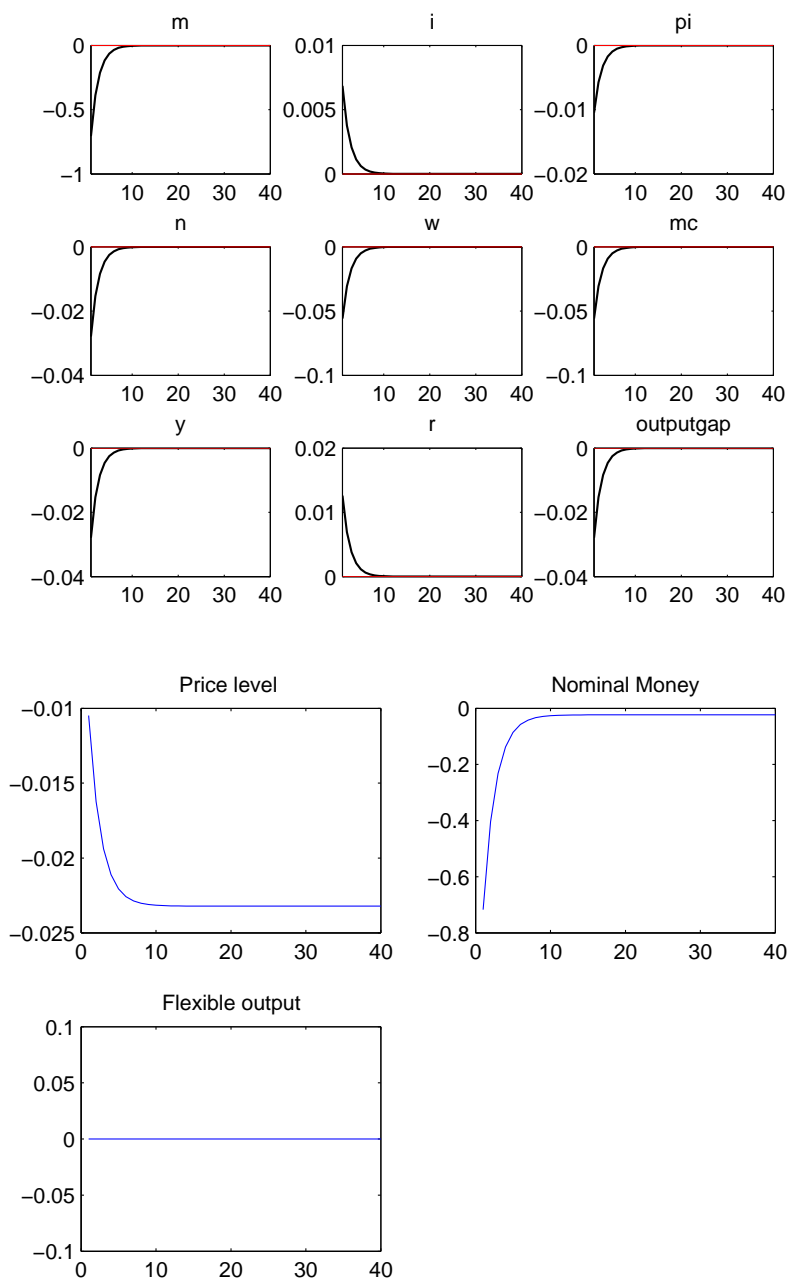 m
0
−0.5
−1
10 20 30 40
i
0.01
0.005
0
10 20 30 40
pi
0
−0.01
−0.02
10 20 30 40
n
0
−0.02
−0.04
10 20 30 40
w
0
−0.05
−0.1
10 20 30 40
mc
0
−0.05
−0.1
10 20 30 40
y
0
−0.02
−0.04
10 20 30 40
r
0.02
0.01
0
10 20 30 40
outputgap
0
−0.02
−0.04
10 20 30 40
Price level
−0.01
−0.015
−0.02
−0.025
0 10 20 30 40
Nominal Money
0
−0.2
−0.4
−0.6
−0.8
0 10 20 30 40
Flexible output
0.1
0.05
0
−0.05
−0.1
0 10 20 30 40